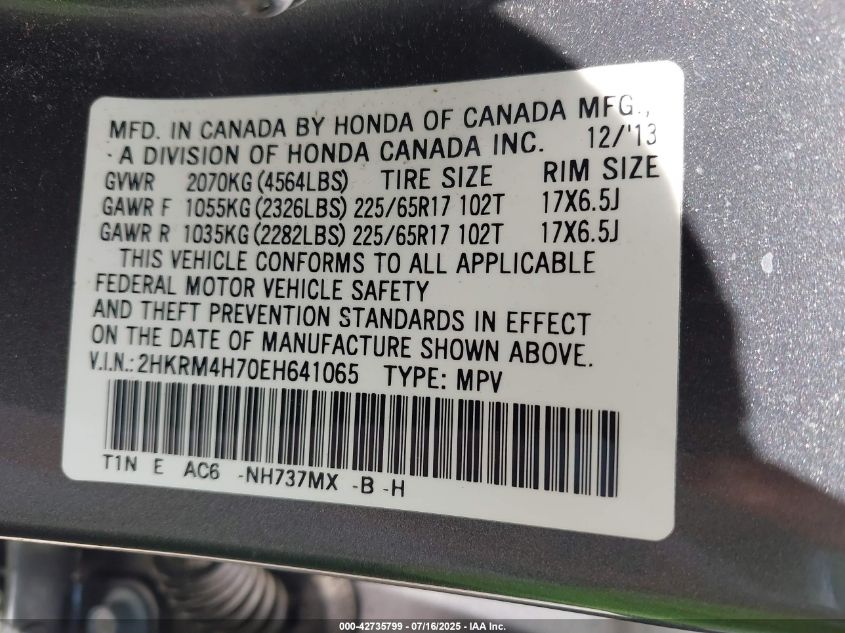 MFD. IN CANADA BY HONDA OF CANADA MFG.,
- A DIVISION OF HONDA CANADA INC. 12/'13
GVWR 2070KG (4564LBS) TIRE SIZE RIM SIZE
GAWR F 1055KG (2326LBS) 225/65R17 102T 17X6.5J
GAWR R 1035KG (2282LBS) 225/65R17 102T 17X6.5J
THIS VEHICLE CONFORMS TO ALL APPLICABLE
FEDERAL MOTOR VEHICLE SAFETY
AND THEFT PREVENTION STANDARDS IN EFFECT
ON THE DATE OF MANUFACTURE SHOWN ABOVE.
V.I.N.: 2HKRM4H70EH641065 TYPE: MPV
T1N E AC6 -NH737MX -B -H
000-42735799 - 07/16/2025 - IAA Inc.